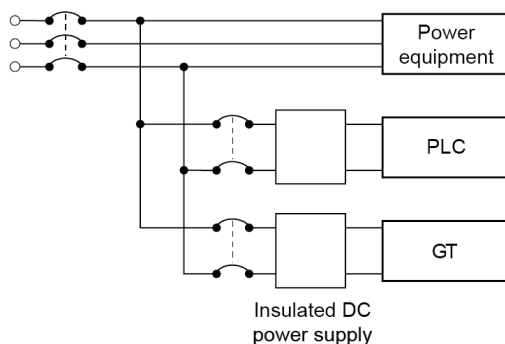 Power
equipment
PLC
GT
Insulated DC
power supply